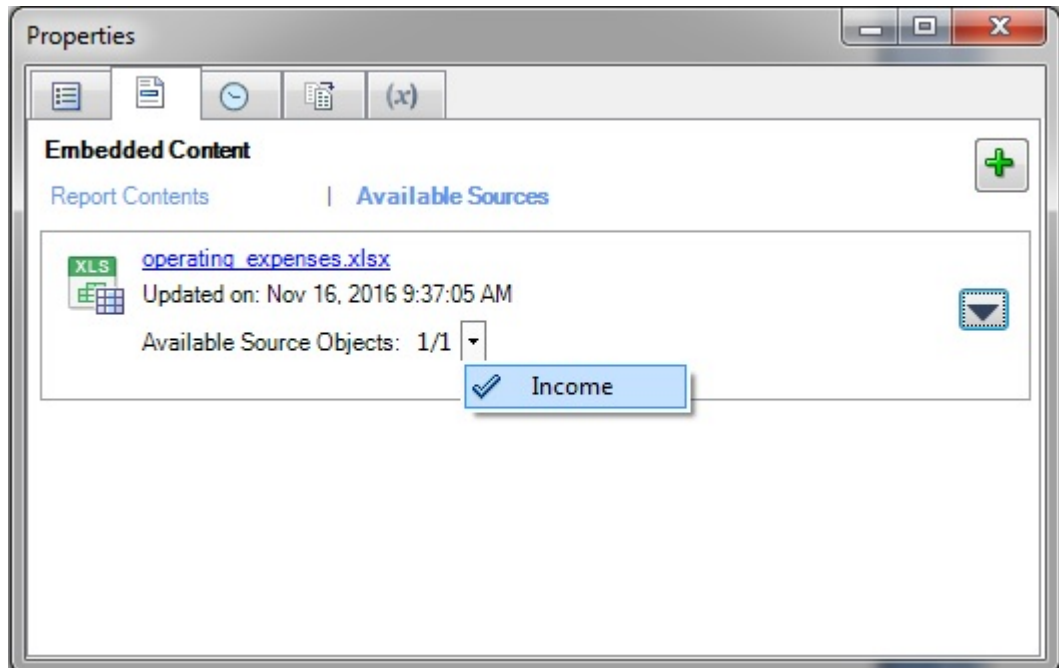 Properties
(x)
Embedded Content
Report Contents | Available Sources
XLS
operating_expenses.xlsx
Updated on: Nov 16, 2016 9:37:05 AM
Available Source Objects: 1/1
Income